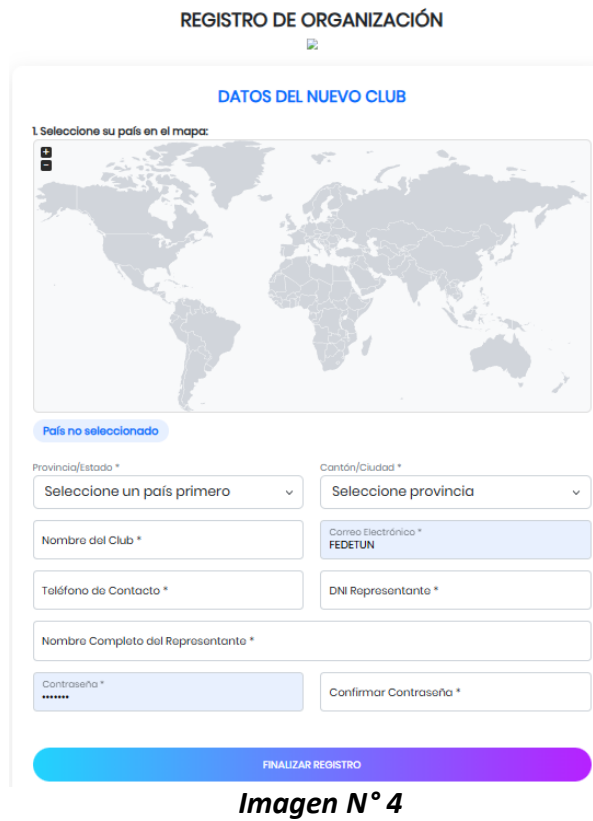 REGISTRO DE ORGANIZACIÓN
DATOS DEL NUEVO CLUB
1. Seleccione su país en el mapa:
+
-
País no seleccionado
Provincia/Estado *
Cantón/Ciudad *
Seleccione un país primero
Seleccione provincia
Nombre del Club *
Correo Electrónico *
FEDETUN
Teléfono de Contacto *
DNI Representante *
Nombre Completo del Representante *
Contraseña *
•••••••
Confirmar Contraseña *
FINALIZAR REGISTRO
Imagen N° 4